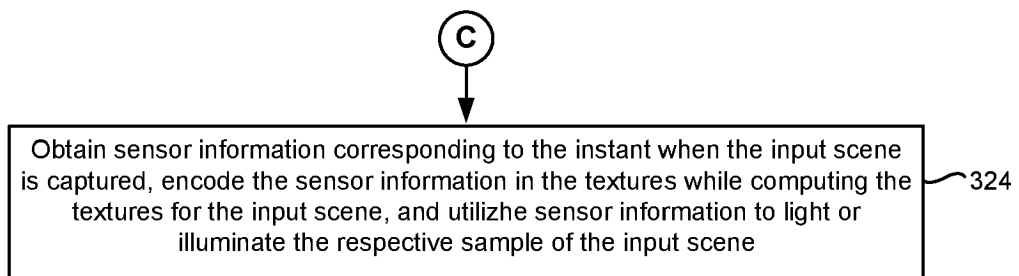 C
Obtain sensor information corresponding to the instant when the input scene
is captured, encode the sensor information in the textures while computing the
textures for the input scene, and utilizhe sensor information to light or
illuminate the respective sample of the input scene
324